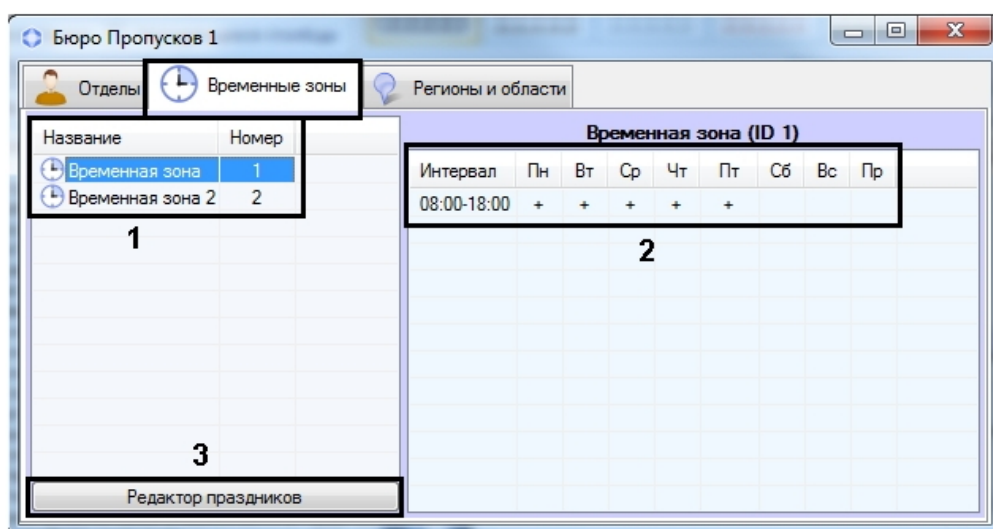 Бюро Пропусков 1
Отделы Временные зоны Регионы и области
Название Номер
Временная зона 1
Временная зона 2 2
1
Временная зона (ID 1)
Интервал Пн Вт Ср Чт Пт Сб Вс Пр
08:00-18:00 + + + + +
2
3
Редактор праздников